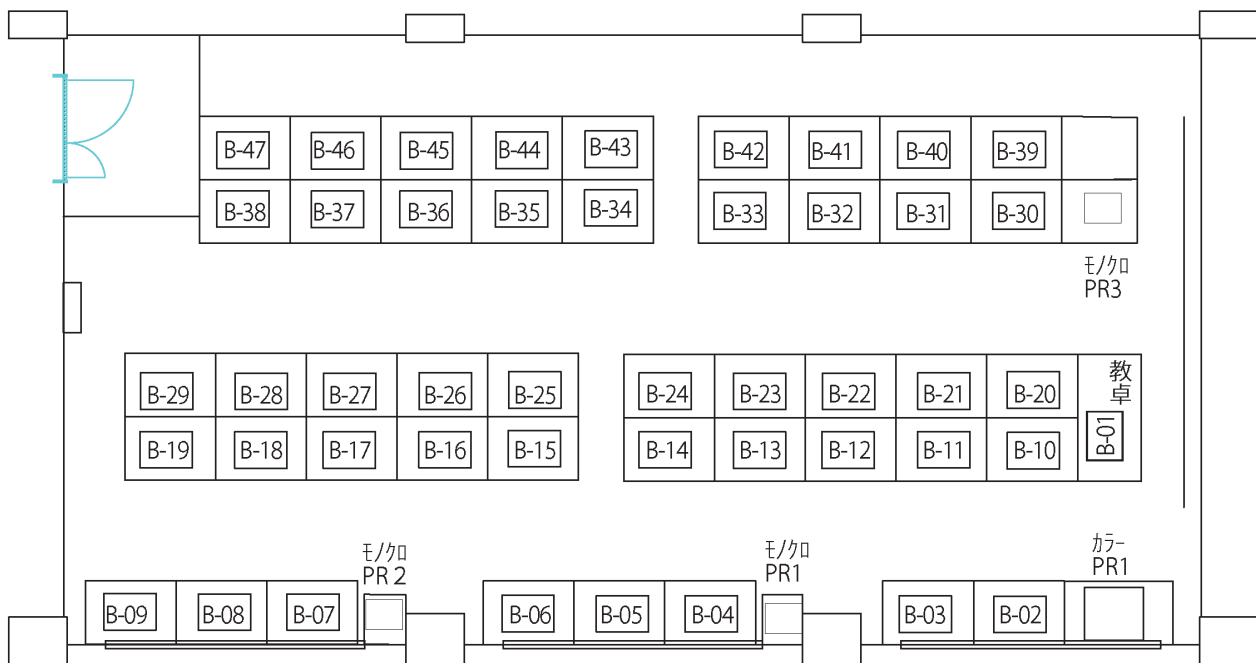 B-47 B-46 B-45 B-44 B-43 B-42 B-41 B-40 B-39
B-38 B-37 B-36 B-35 B-34 B-33 B-32 B-31 B-30
ﾓﾉｸﾛ
PR3
教卓
B-29 B-28 B-27 B-26 B-25 B-24 B-23 B-22 B-21 B-20
B-01
B-19 B-18 B-17 B-16 B-15 B-14 B-13 B-12 B-11 B-10
ﾓﾉｸﾛ
PR 2
ﾓﾉｸﾛ
PR1
ｶﾗｰ
PR1
B-09 B-08 B-07 B-06 B-05 B-04 B-03 B-02